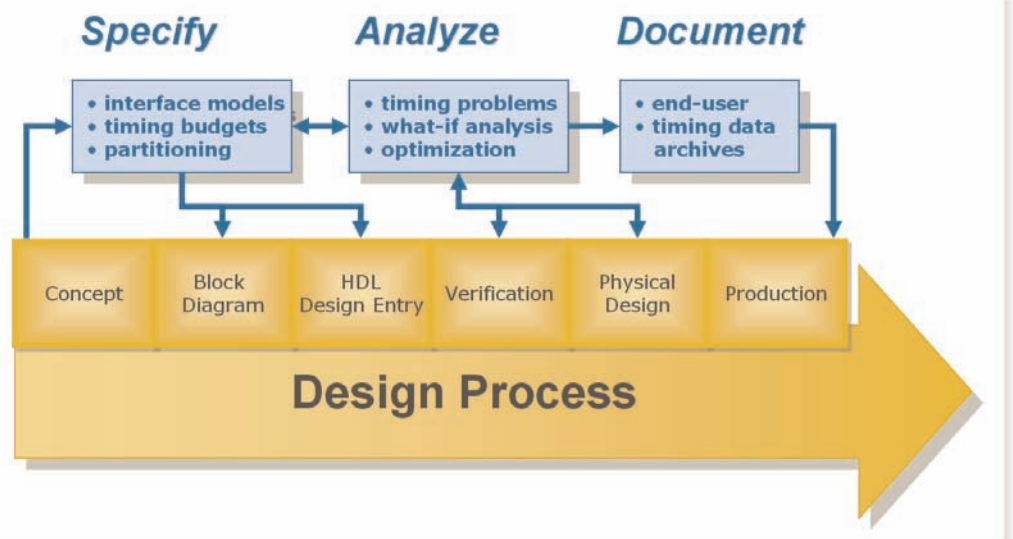 Specify
Analyze
Document
• interface models
• timing budgets
• partitioning
• timing problems
• what-if analysis
• optimization
• end-user
• timing data
archives
Concept
Block
Diagram
HDL
Design Entry
Verification
Physical
Design
Production
Design Process